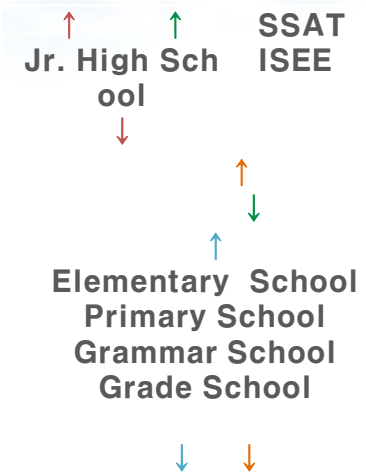 SSAT
Jr. High Sch ISEE
ool
Elementary School
Primary School
Grammar School
Grade School